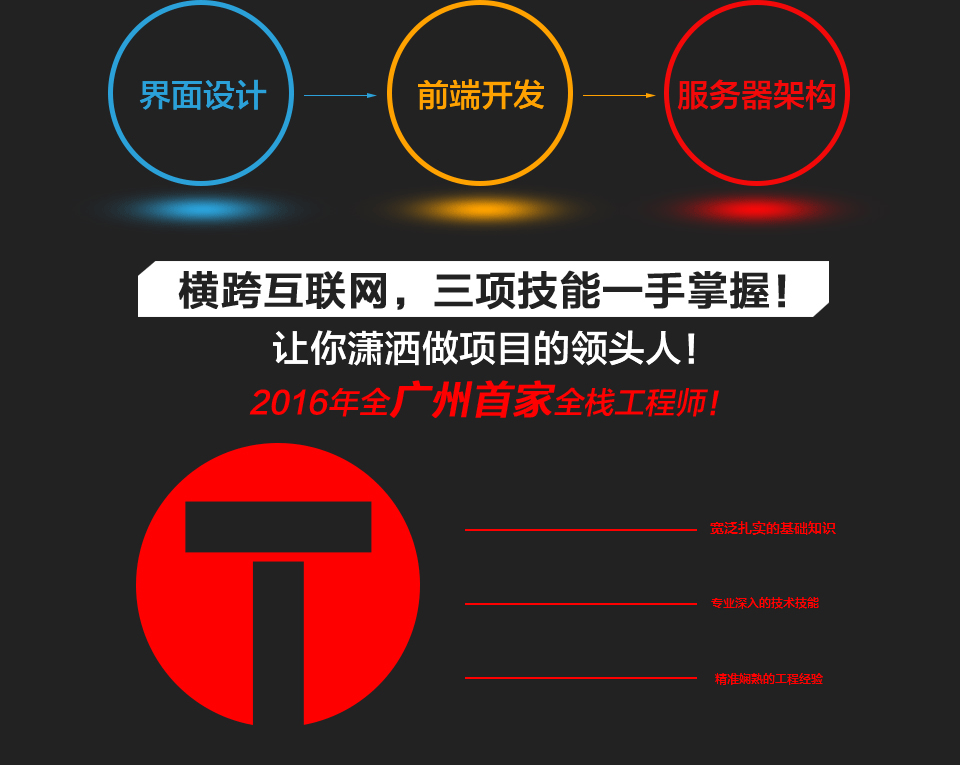 界面设计
前端开发
服务器架构
横跨互联网，三项技能一手掌握！
让你潇洒做项目的领头人！
2016年全广州首家全栈工程师！
宽泛扎实的基础知识
专业深入的技术技能
精准娴熟的工程经验